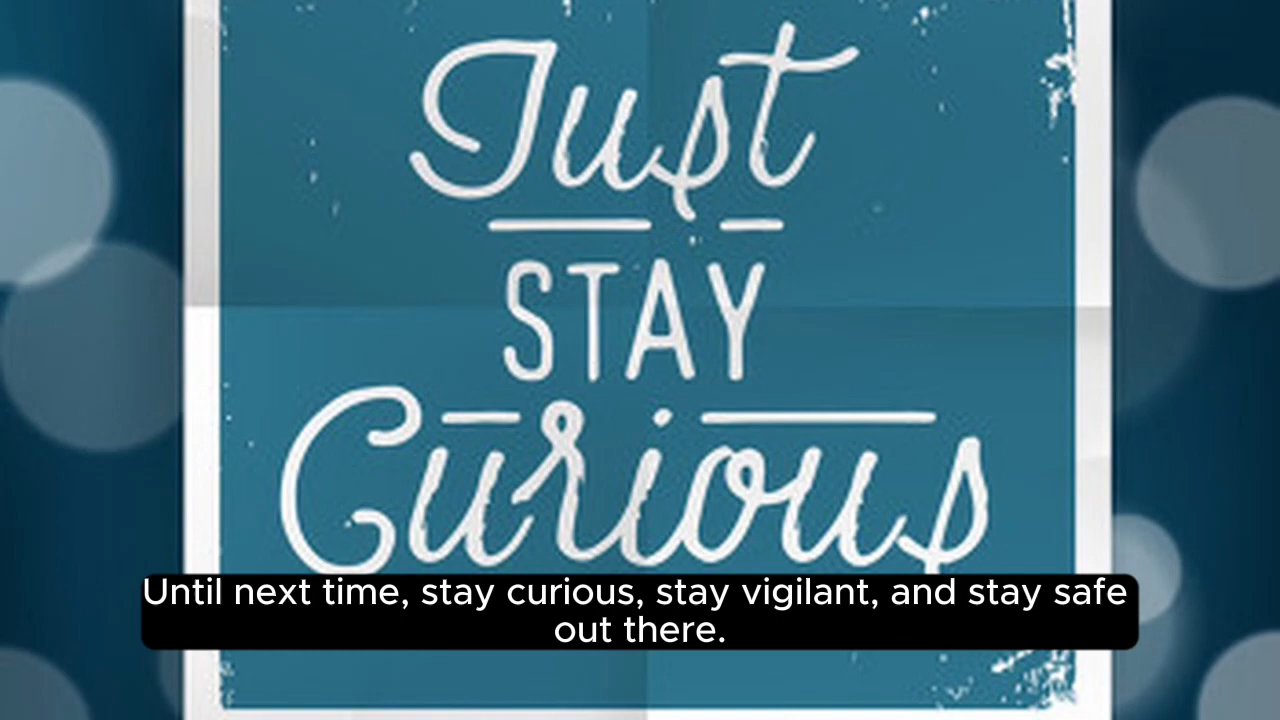 Just
STAY
Curious
Until next time, stay curious, stay vigilant, and stay safe
out there.